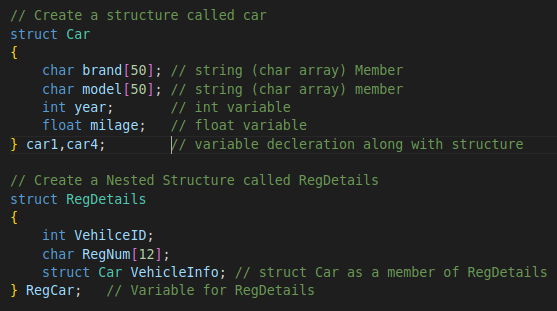 // Create a structure called car
struct Car
{
    char brand[50]; // string (char array) Member
    char model[50]; // string (char array) member
    int year;       // int variable
    float milage;   // float variable
} car1,car4;        // variable decleration along with structure
// Create a Nested Structure called RegDetails
struct RegDetails
{
    int VehilceID;
    char RegNum[12];
    struct Car VehicleInfo; // struct Car as a member of RegDetails
} RegCar;   // Variable for RegDetails